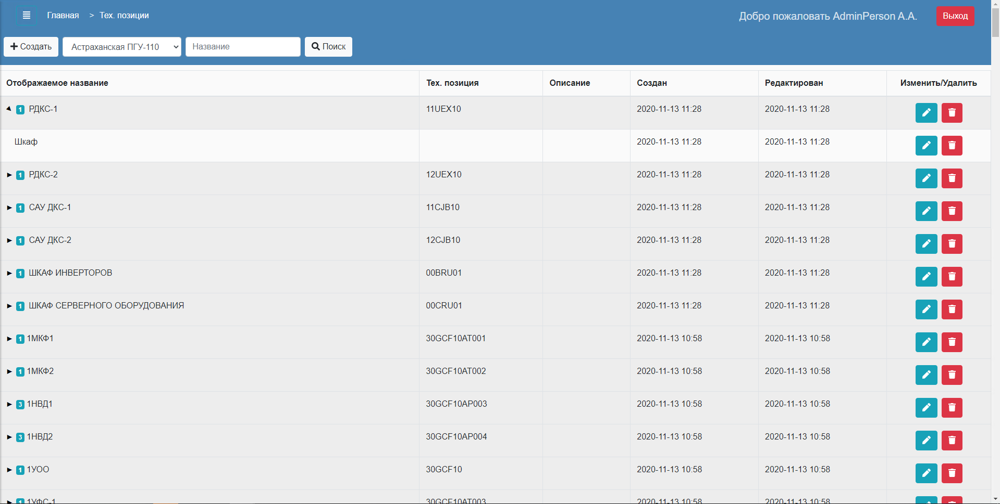 Главная > Тех. позиции
Добро пожаловать AdminPerson A.A.
Выход
Создать
Астраханская ПГУ-110
Название
Поиск
Отображаемое название Тех. позиция Описание Создан Редактирован Изменить/Удалить
1 РДКС-1 11UEX10 2020-11-13 11:28 2020-11-13 11:28
Шкаф 2020-11-13 11:28 2020-11-13 11:28
1 РДКС-2 12UEX10 2020-11-13 11:28 2020-11-13 11:28
1 САУ ДКС-1 11CJB10 2020-11-13 11:28 2020-11-13 11:28
1 САУ ДКС-2 12CJB10 2020-11-13 11:28 2020-11-13 11:28
1 ШКАФ ИНВЕРТОРОВ 00BRU01 2020-11-13 11:28 2020-11-13 11:28
1 ШКАФ СЕРВЕРНОГО ОБОРУДОВАНИЯ 00CRU01 2020-11-13 11:28 2020-11-13 11:28
1 1МКФ1 30GCF10AT001 2020-11-13 10:58 2020-11-13 10:58
1 1МКФ2 30GCF10AT002 2020-11-13 10:58 2020-11-13 10:58
3 1НВД1 30GCF10AP003 2020-11-13 10:58 2020-11-13 10:58
3 1НВД2 30GCF10AP004 2020-11-13 10:58 2020-11-13 10:58
1 1УОО 30GCF10 2020-11-13 10:58 2020-11-13 10:58
1 1УФС-1 30GCF10AT003 2020-11-13 10:58 2020-11-13 10:58